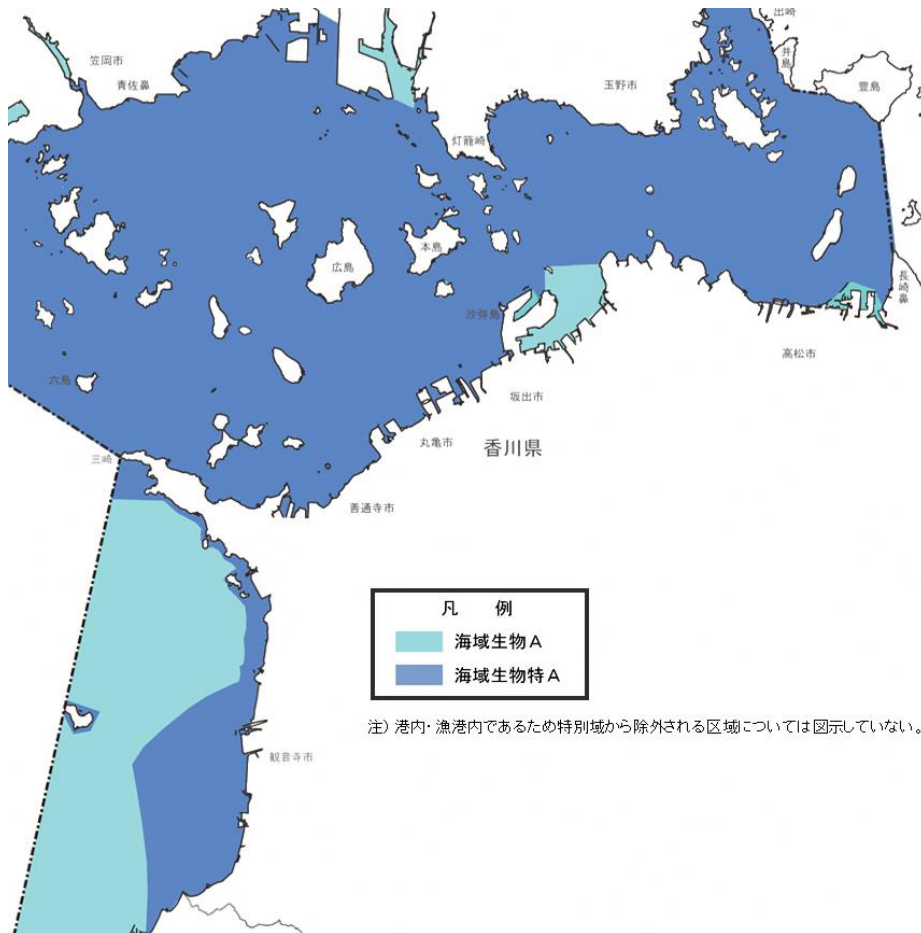 出崎
井島
笠岡市
青佐鼻
玉野市
豊島
灯籠崎
本島
広島
長崎鼻
沙弥島
高松市
六島
坂出市
丸亀市
香川県
三崎
善通寺市
凡 例
海域生物A
海域生物特A
注) 港内・漁港内であるため特別域から除外される区域については図示していない。
観音寺市